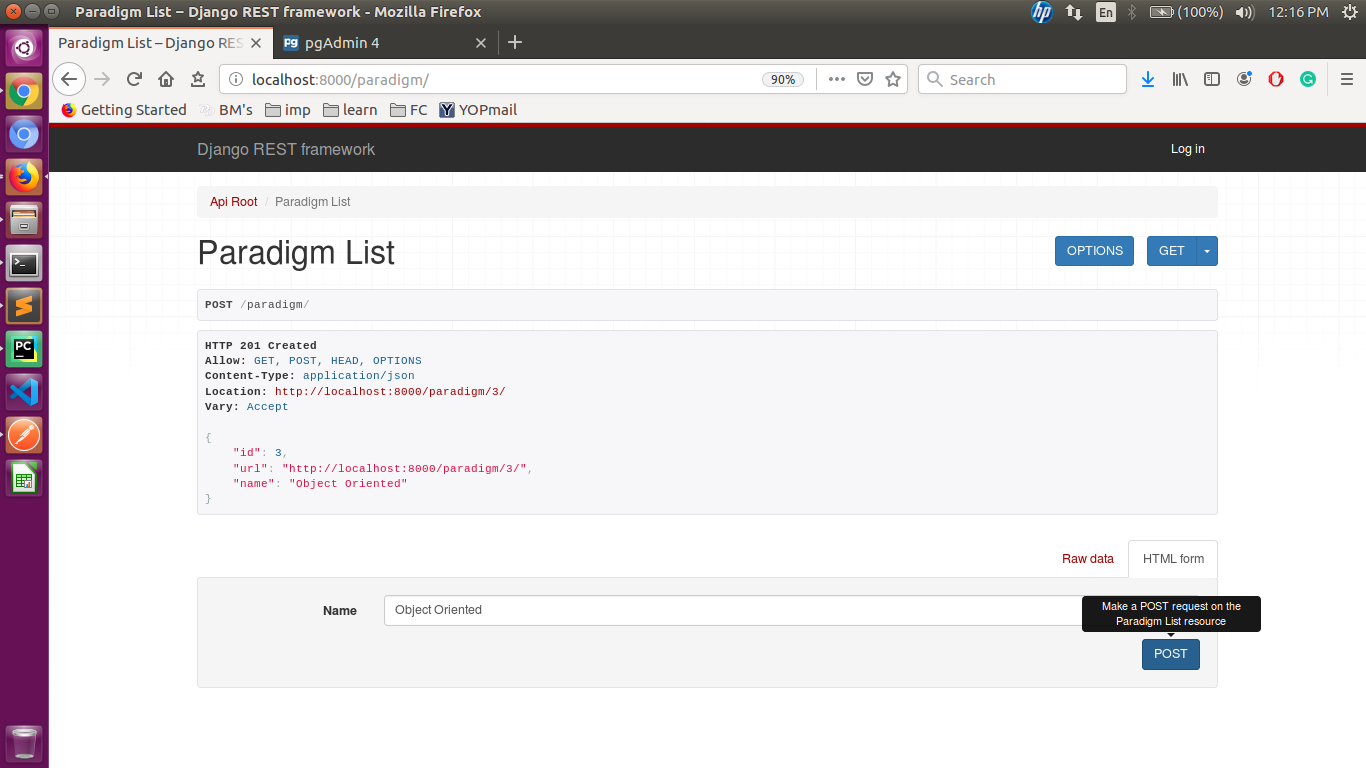 Paradigm List – Django REST framework - Mozilla Firefox
hp
En
(100%)
12:16 PM
Paradigm List – Django RES
Pg pgAdmin 4
localhost:8000/paradigm/
90%
Search
Getting Started
BM's
imp
learn
FC
Y YOPmail
Django REST framework
Log in
Api Root / Paradigm List
Paradigm List
OPTIONS
GET
POST /paradigm/
HTTP 201 Created
Allow: GET, POST, HEAD, OPTIONS
Content-Type: application/json
Location: http://localhost:8000/paradigm/3/
Vary: Accept
{
"id": 3,
"url": "http://localhost:8000/paradigm/3/",
"name": "Object Oriented"
}
Raw data
HTML form
Name
Object Oriented
Make a POST request on the
Paradigm List resource
POST
PC